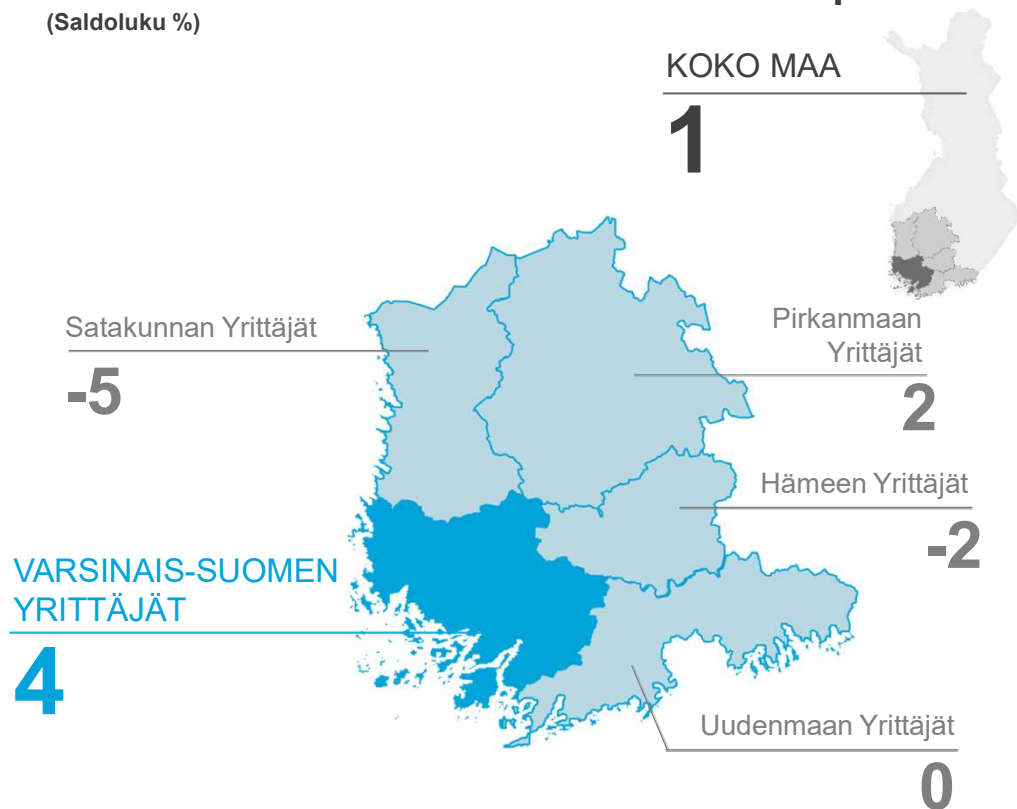 (Saldoluku %)
KOKO MAA
1
Satakunnan Yrittäjät
-5
Pirkanmaan
Yrittäjät
2
Hämeen Yrittäjät
-2
VARSINAIS-SUOMEN
YRITTÄJÄT
4
Uudenmaan Yrittäjät
0